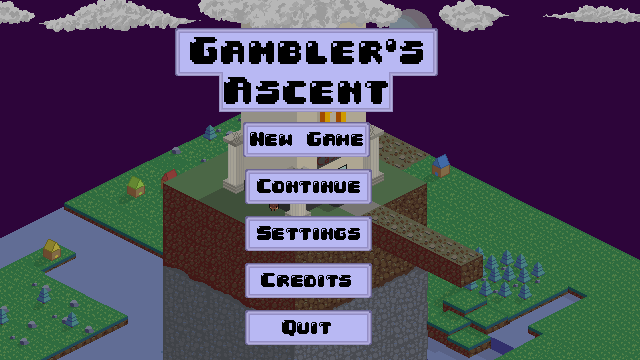 Gambler's
Ascent
New Game
Continue
Settings
Credits
Quit